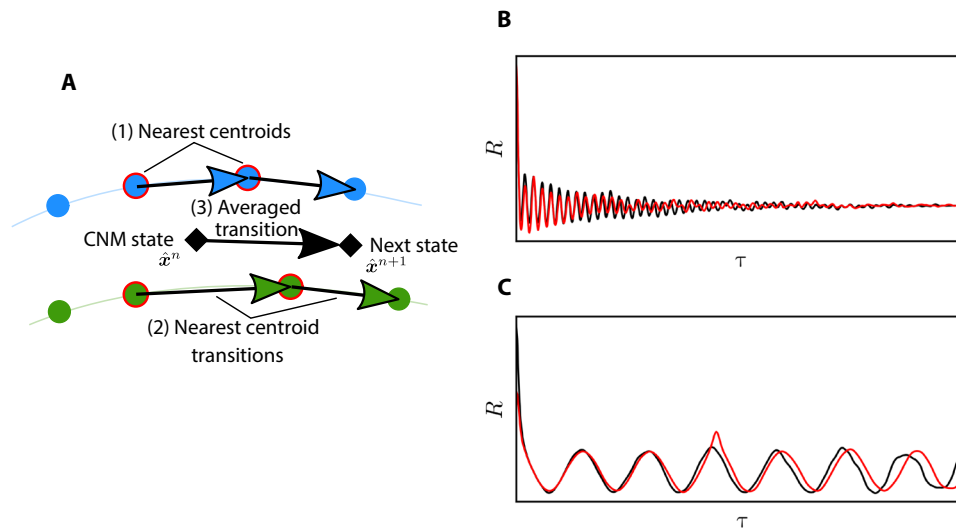 A
(1) Nearest centroids
(3) Averaged
transition
CNM state
x̂ⁿ
Next state
x̂ⁿ⁺¹
(2) Nearest centroid
transitions
B
R
τ
C
R
τ